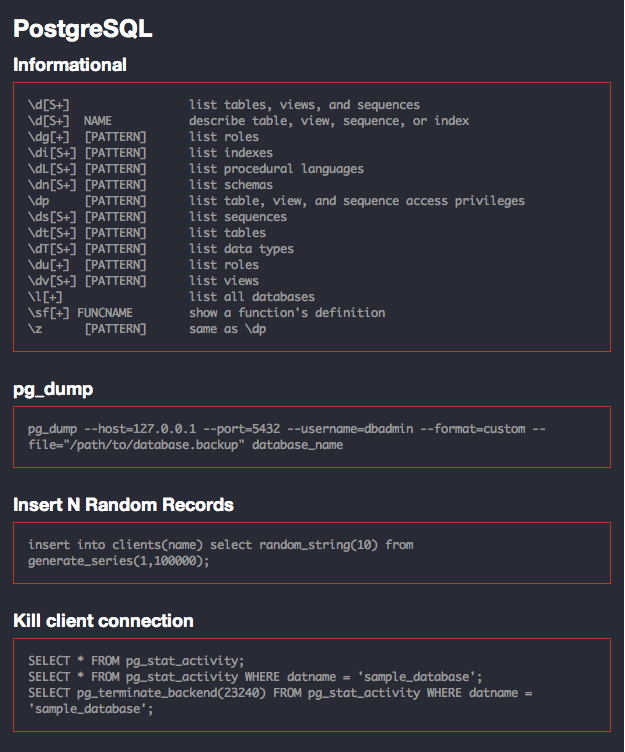 PostgreSQL
Informational
\d[S+]                 list tables, views, and sequences
\d[S+]  NAME           describe table, view, sequence, or index
\dg[+]  [PATTERN]      list roles
\di[S+] [PATTERN]      list indexes
\dL[S+] [PATTERN]      list procedural languages
\dn[S+] [PATTERN]      list schemas
\dp     [PATTERN]      list table, view, and sequence access privileges
\ds[S+] [PATTERN]      list sequences
\dt[S+] [PATTERN]      list tables
\dT[S+] [PATTERN]      list data types
\du[+]  [PATTERN]      list roles
\dv[S+] [PATTERN]      list views
\l[+]                  list all databases
\sf[+] FUNCNAME        show a function's definition
\z      [PATTERN]      same as \dp
pg_dump
pg_dump --host=127.0.0.1 --port=5432 --username=dbadmin --format=custom --
file="/path/to/database.backup" database_name
Insert N Random Records
insert into clients(name) select random_string(10) from
generate_series(1,100000);
Kill client connection
SELECT * FROM pg_stat_activity;
SELECT * FROM pg_stat_activity WHERE datname = 'sample_database';
SELECT pg_terminate_backend(23240) FROM pg_stat_activity WHERE datname =
'sample_database';